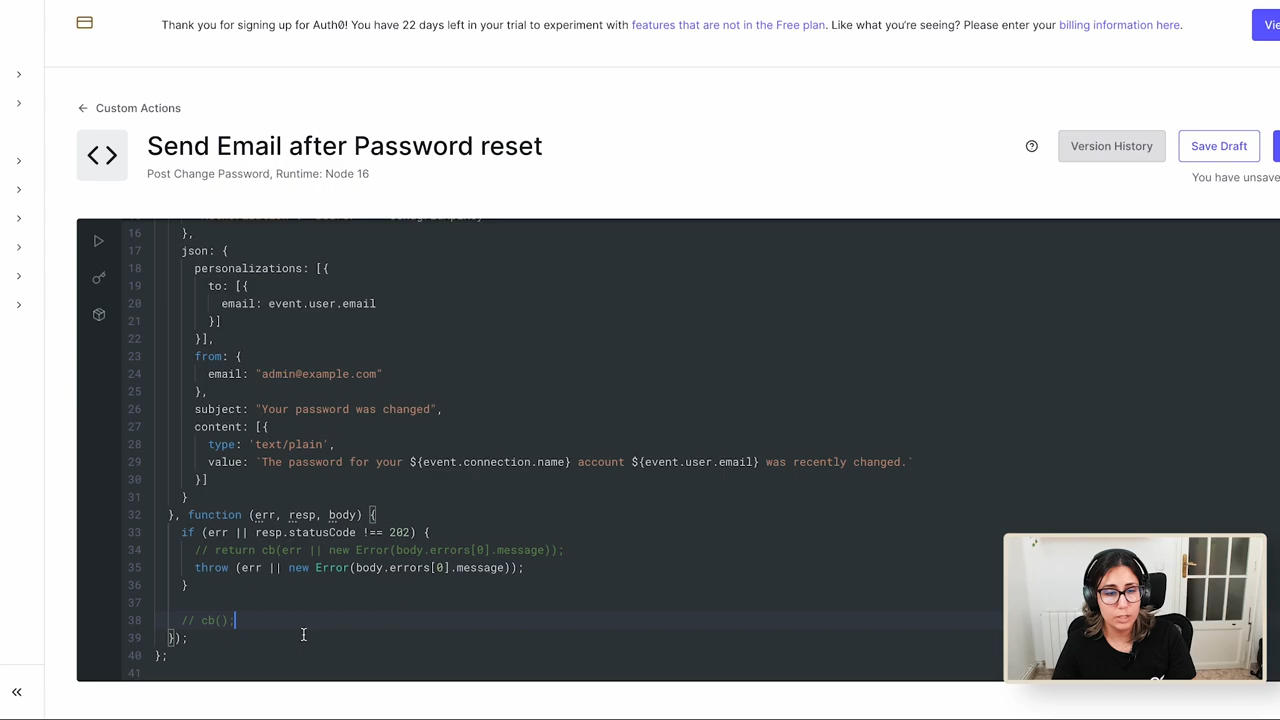 Thank you for signing up for Auth0! You have 22 days left in your trial to experiment with features that are not in the Free plan. Like what you're seeing? Please enter your billing information here.
← Custom Actions
Send Email after Password reset
Post Change Password, Runtime: Node 16
Version History
Save Draft
You have
16 },
17 json: {
18 personalizations: [{
19 to: [{
20 email: event.user.email
21 }]
22 }],
23 from: {
24 email: "admin@example.com"
25 },
26 subject: "Your password was changed",
27 content: [{
28 type: 'text/plain',
29 value: `The password for your ${event.connection.name} account ${event.user.email} was recently changed.`
30 }]
31 }
32 }, function (err, resp, body) {
33 if (err || resp.statusCode !== 202) {
34 // return cb(err || new Error(body.errors[0].message));
35 throw (err || new Error(body.errors[0].message));
36 }
37
38 // cb();
39 });
40 };
41